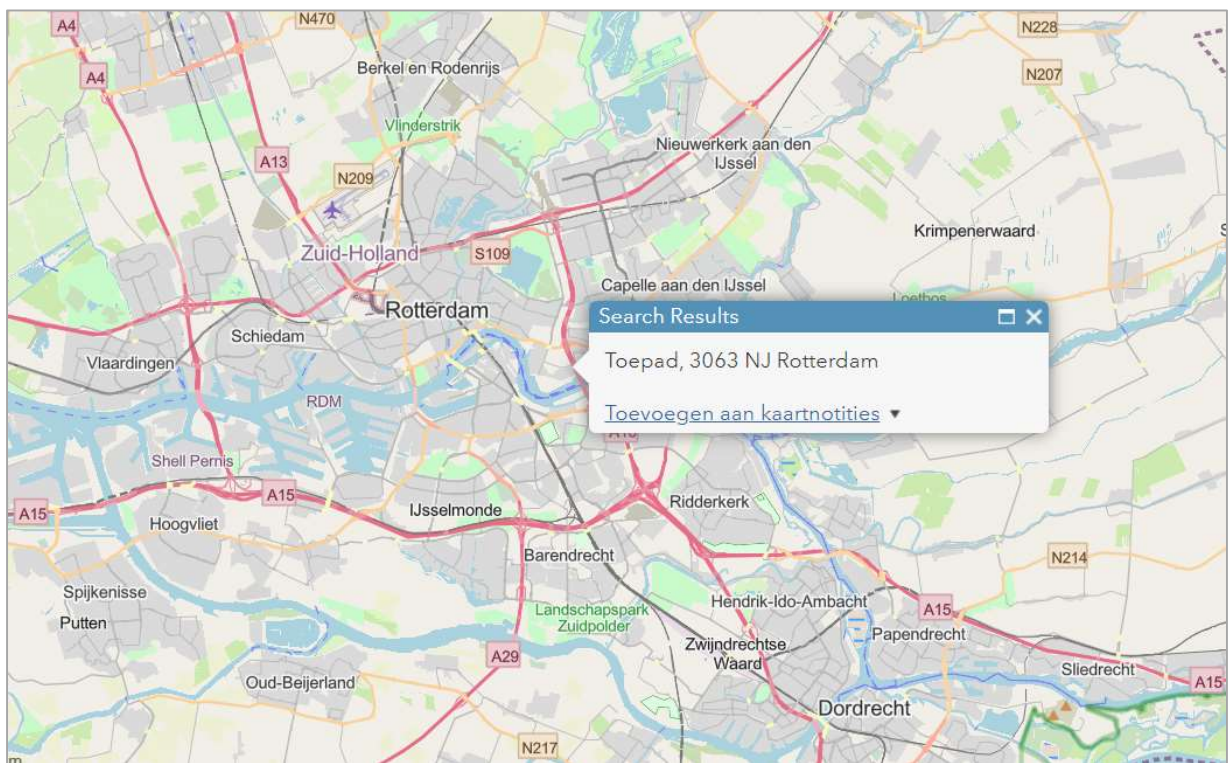 A4
N470
N228
A4
Berkel en Rodenrijs
N207
Vlinderstrik
A13
Nieuwerkerk aan den
IJssel
N209
Krimpenerwaard
S
Zuid-Holland
S109
Capelle aan den IJssel
Loetbos
Rotterdam
Search Results
Schiedam
Toepad, 3063 NJ Rotterdam
Vlaardingen
RDM
Toevoegen aan kaartnotities
Shell Pernis
A15
A15
IJsselmonde
Ridderkerk
Hoogvliet
Barendrecht
N214
Spijkenisse
Hendrik-Ido-Ambacht
Landschapspark
Zuidpolder
A15
Putten
Papendrecht
Zwijndrechtse
Waard
A29
Sliedrecht
Oud-Beijerland
A15
Dordrecht
N217
m